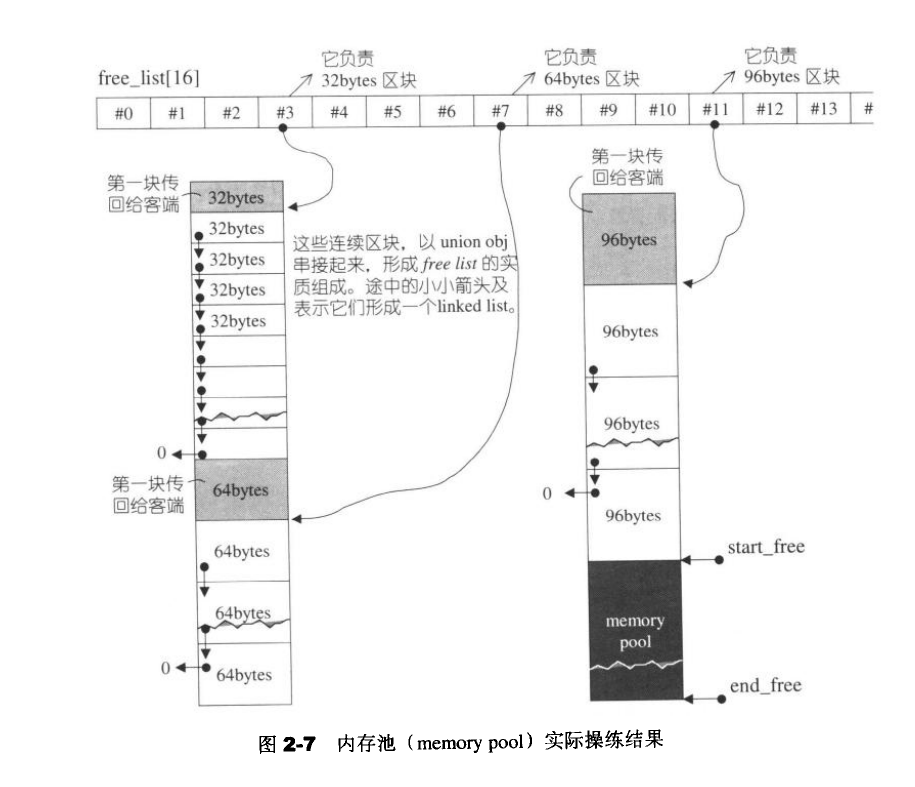 它负责
32bytes 区块
它负责
64bytes 区块
它负责
96bytes 区块
free_list[16]
#0 #1 #2 #3 #4 #5 #6 #7 #8 #9 #10 #11 #12 #13 #
第一块传
回给客端
32bytes
32bytes
32bytes
32bytes
32bytes
0
这些连续区块，以 union obj
串接起来，形成 free list 的实
质组成。途中的小小箭头及
表示它们形成一个linked list。
第一块传
回给客端
64bytes
64bytes
64bytes
64bytes
0
第一块传
回给客端
96bytes
96bytes
96bytes
0
96bytes
start_free
memory
pool
end_free
图 2-7 内存池（memory pool）实际操练结果